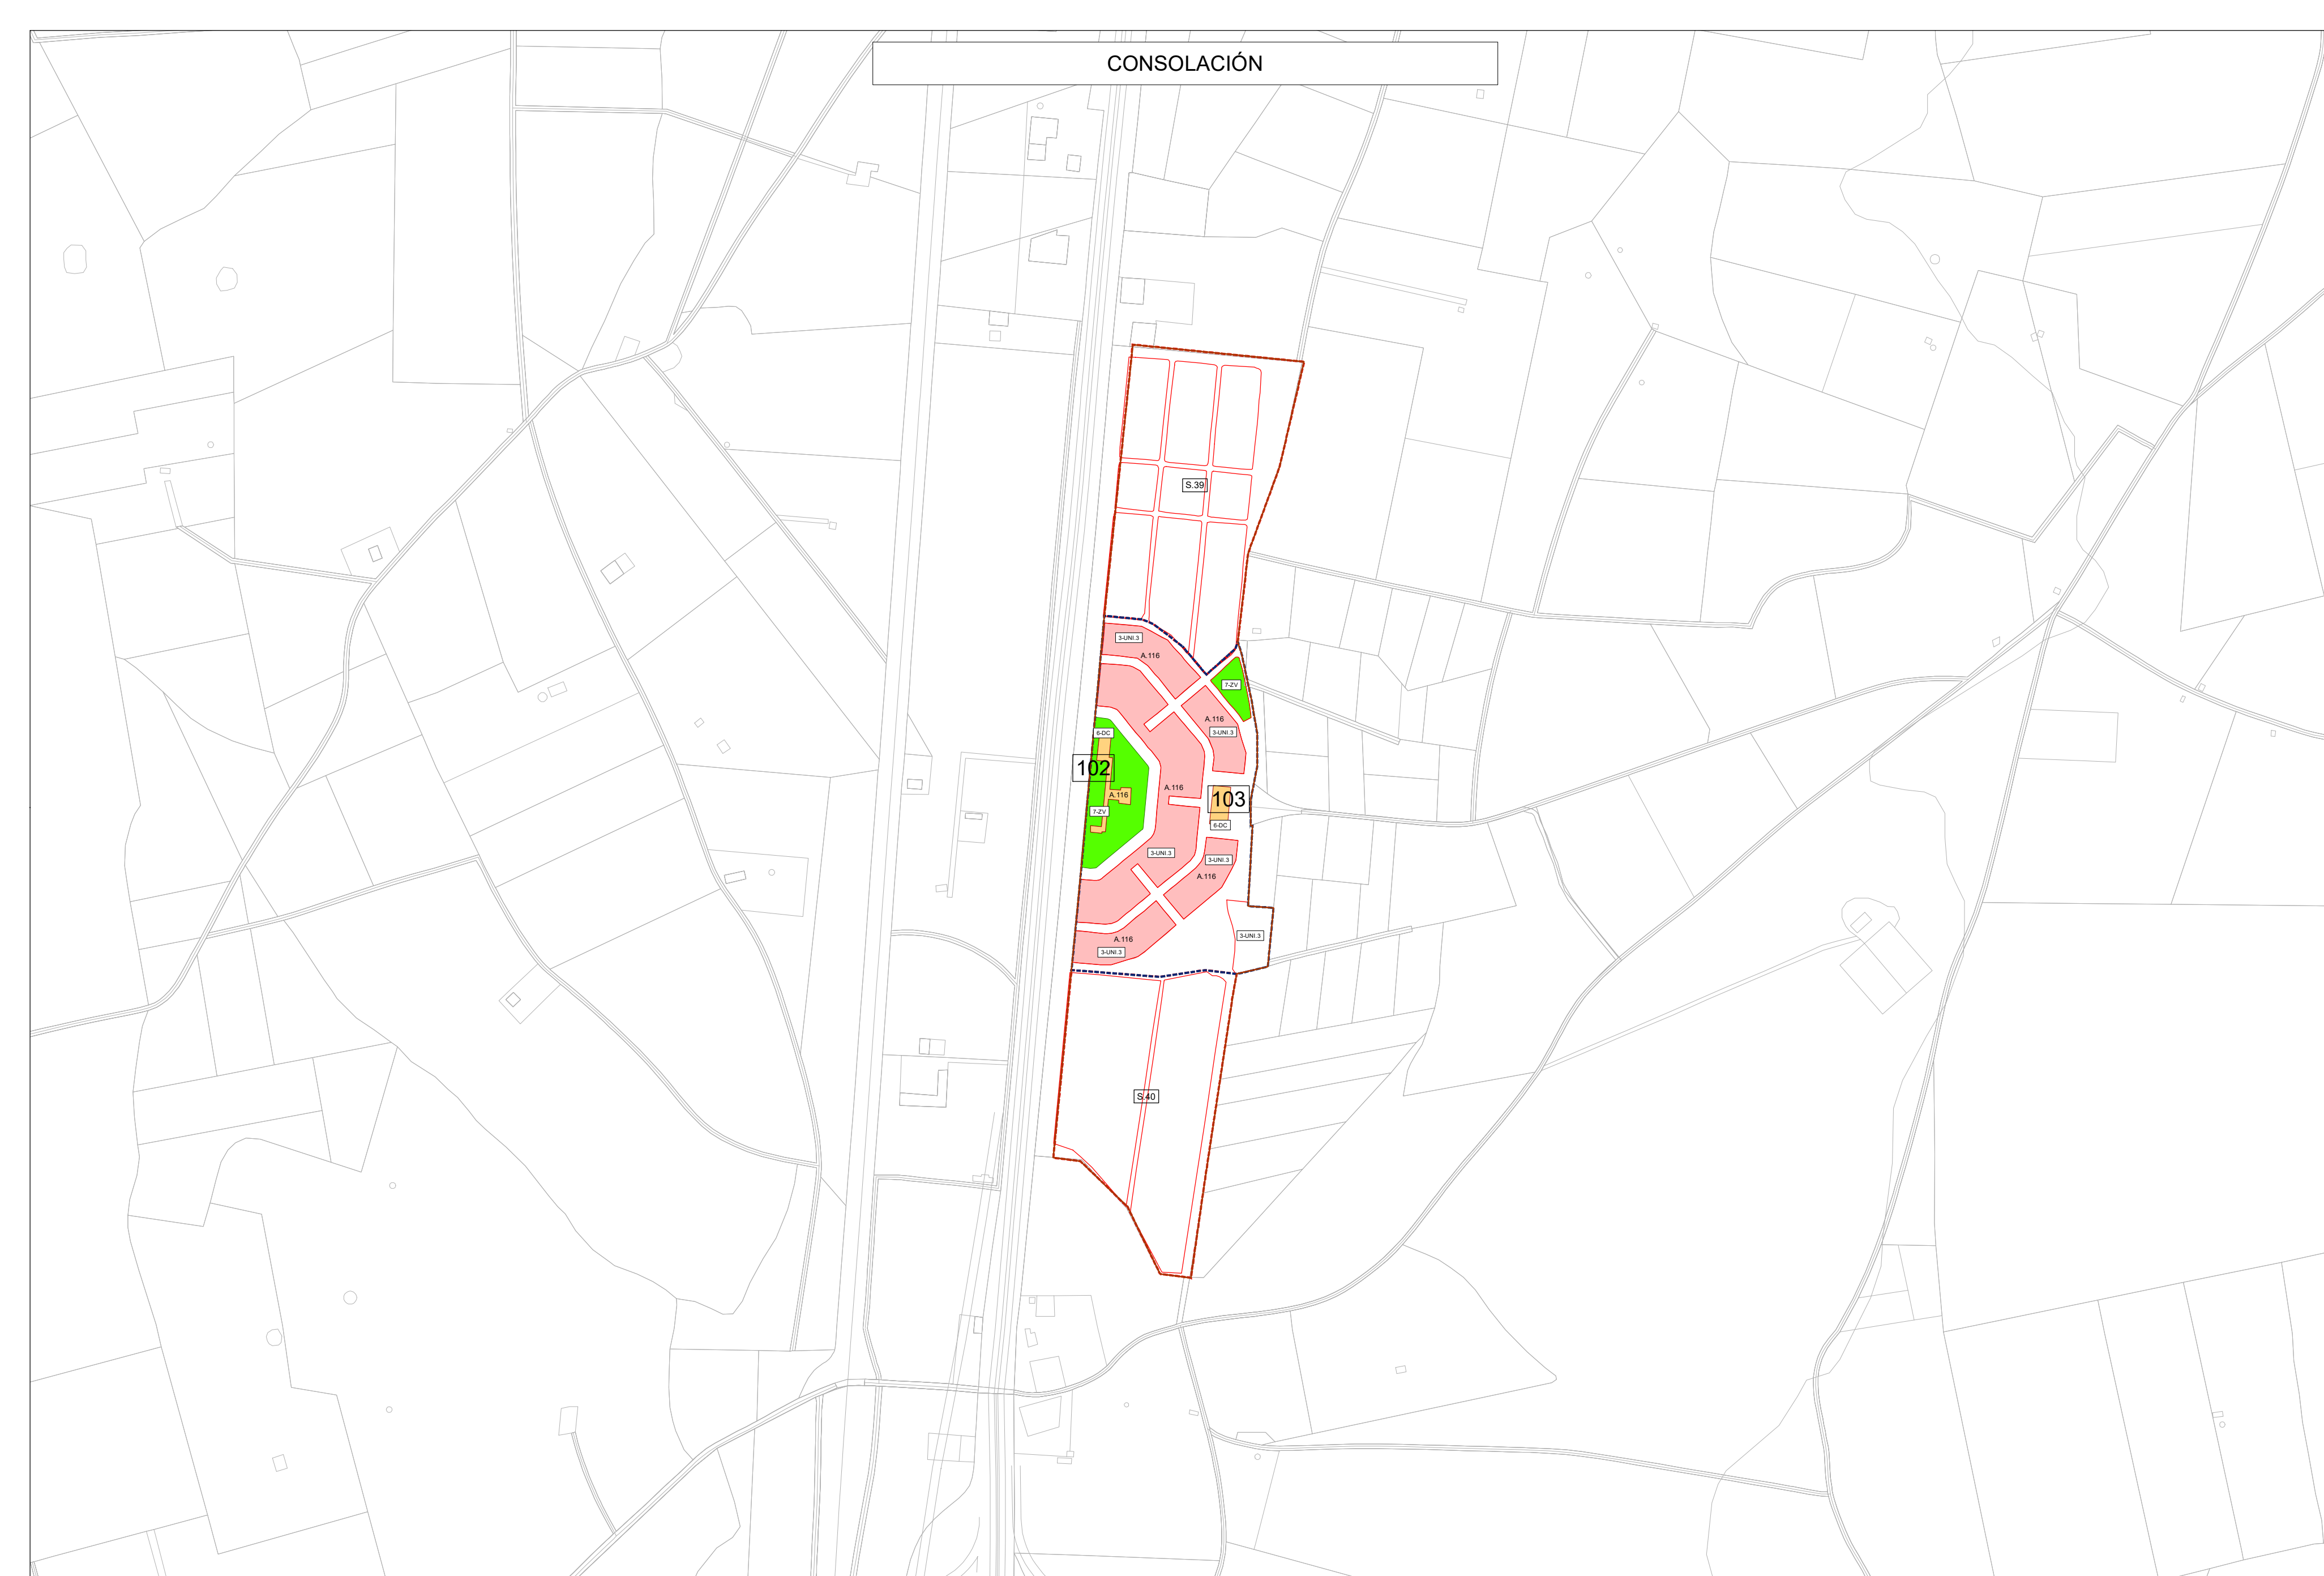 CONSOLACIÓN
S.39
3-UNI.3
A.116
7-ZV
A.116
3-UNI.3
6-DC
102
A.116
A.116
103
7-ZV
6-DC
3-UNI.3
3-UNI.3
A.116
3-UNI.3
A.116
3-UNI.3
S.40